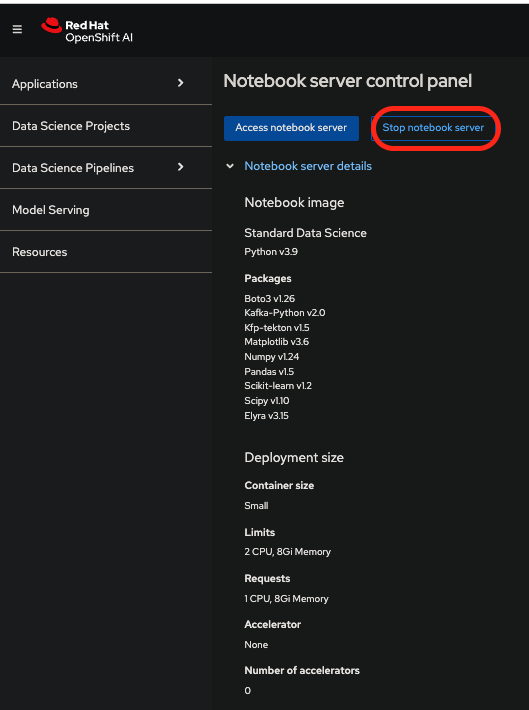 Red Hat
OpenShift AI
Applications
Data Science Projects
Data Science Pipelines
Model Serving
Resources
Notebook server control panel
Access notebook server
Stop notebook server
Notebook server details
Notebook image
Standard Data Science
Python v3.9
Packages
Boto3 v1.26
Kafka-Python v2.0
Kfp-tekton v1.5
Matplotlib v3.6
Numpy v1.24
Pandas v1.5
Scikit-learn v1.2
Scipy v1.10
Elyra v3.15
Deployment size
Container size
Small
Limits
2 CPU, 8Gi Memory
Requests
1 CPU, 8Gi Memory
Accelerator
None
Number of accelerators
0